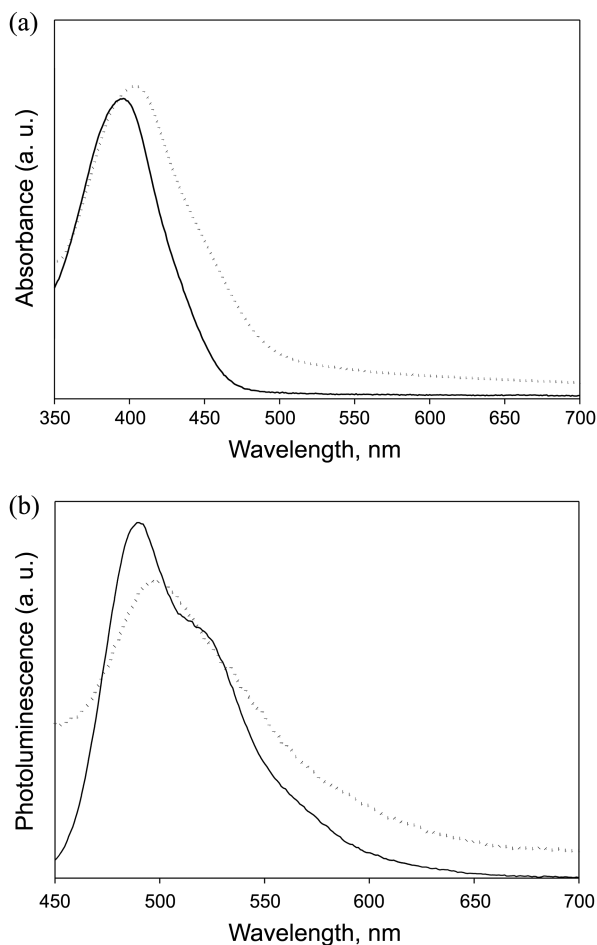 (a)
Absorbance (a. u.)
350 400 450 500 550 600 650 700
Wavelength, nm
(b)
Photoluminescence (a. u.)
450 500 550 600 650 700
Wavelength, nm